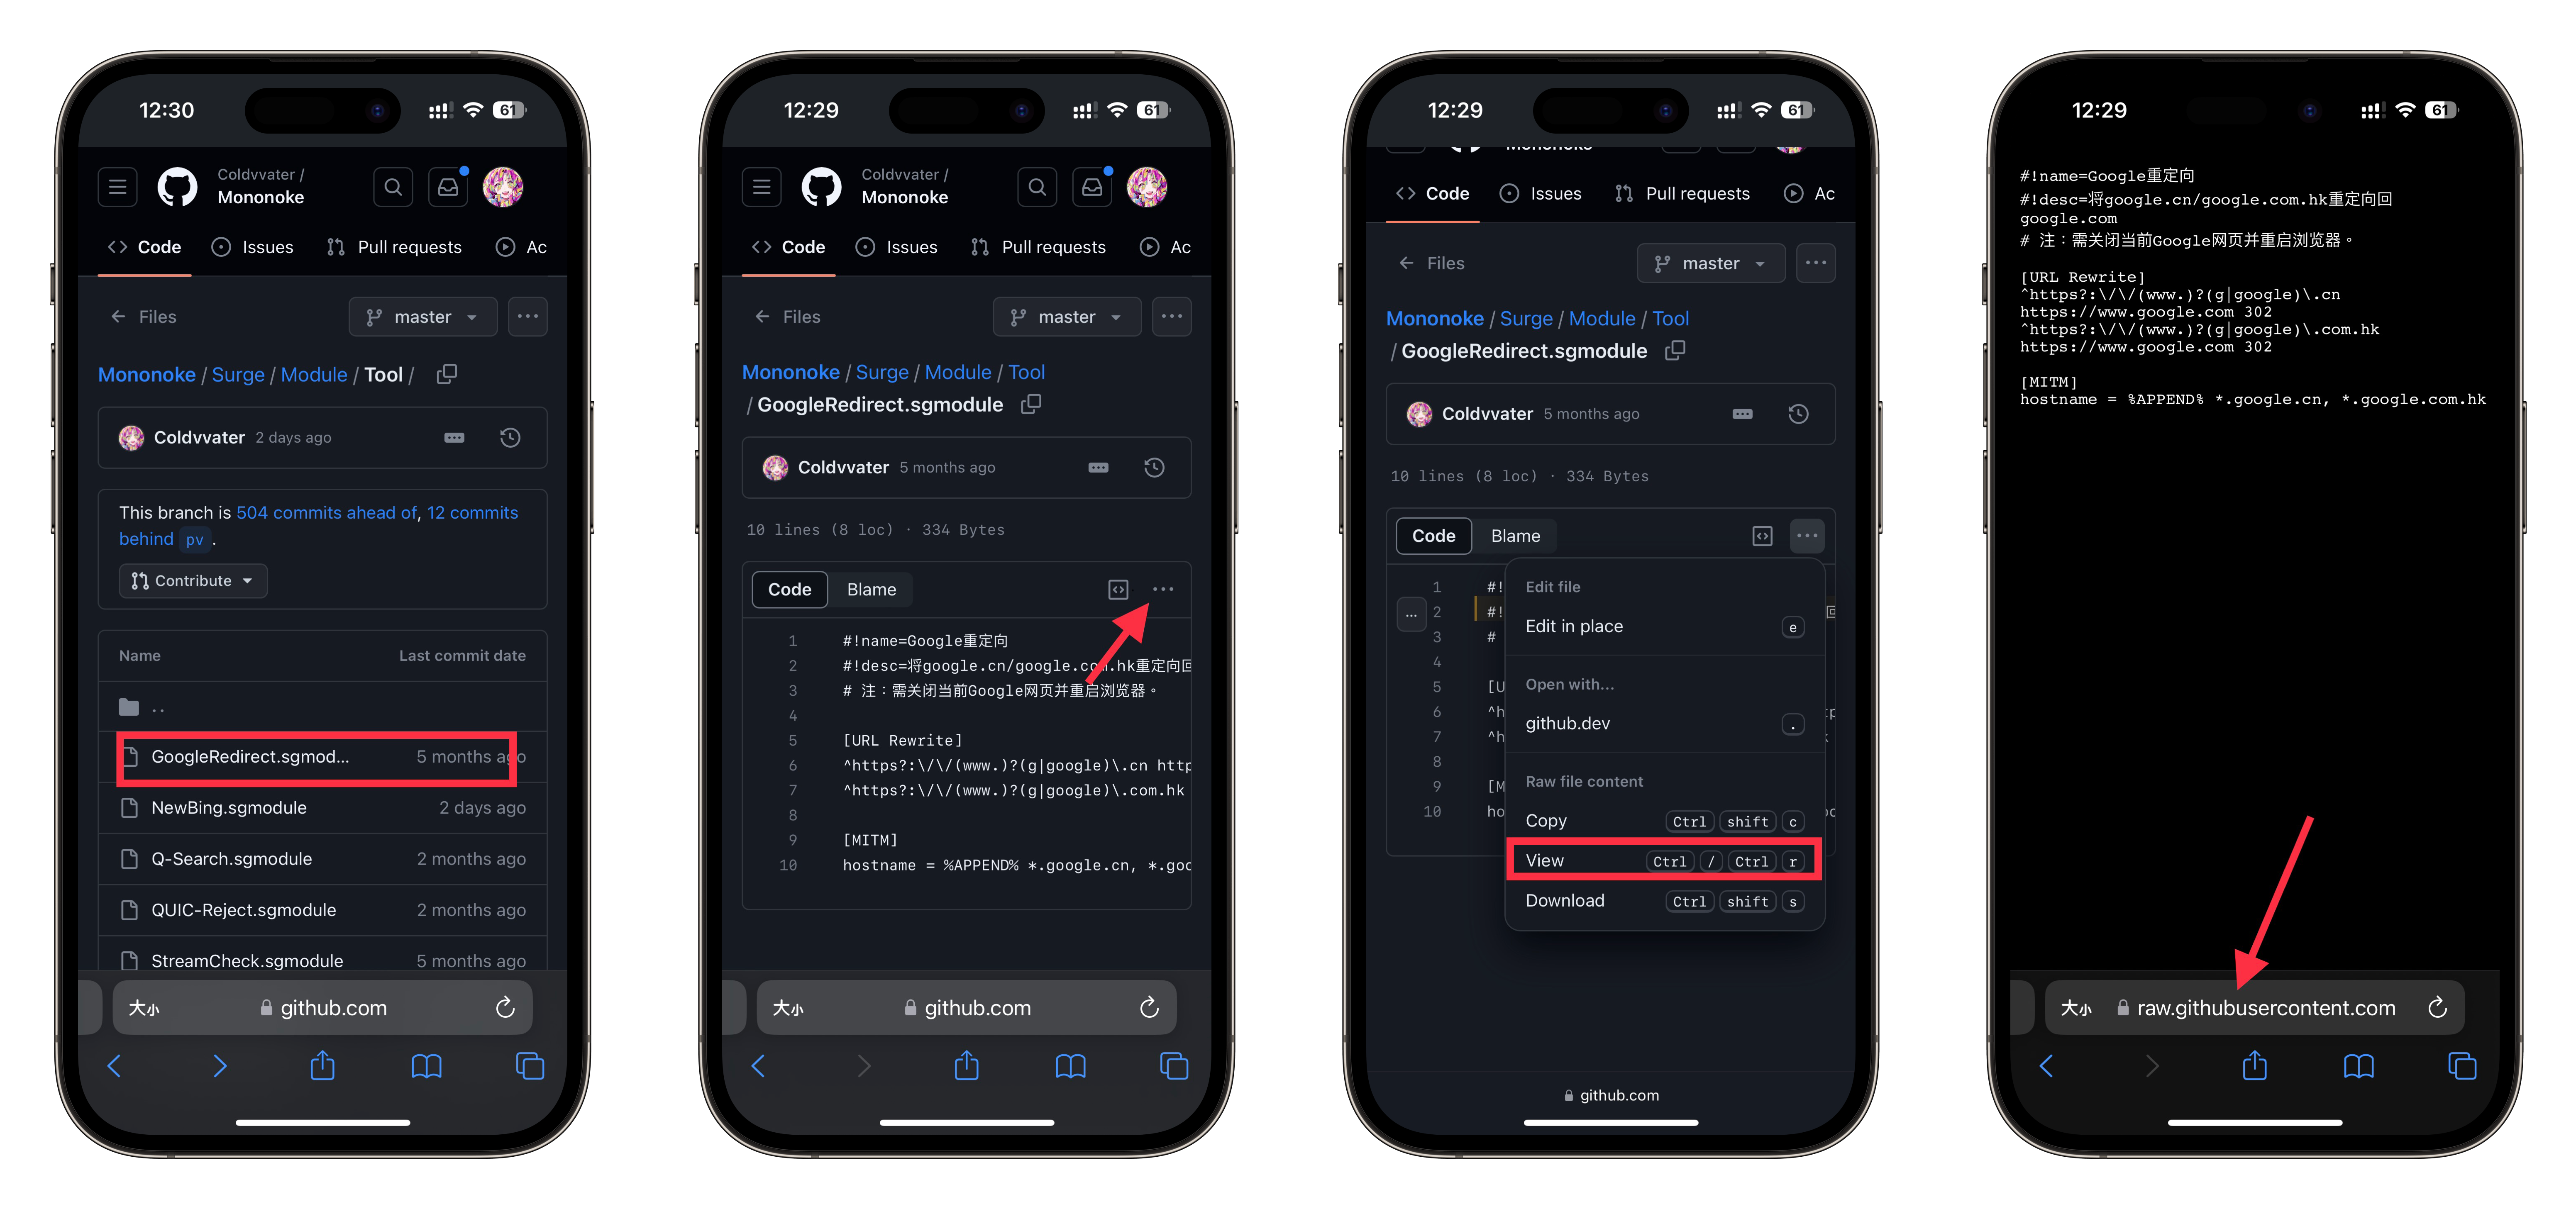 12:30
61
Coldvvater /
Mononoke
Code
Issues
Pull requests
Ac
Files
master
Mononoke / Surge / Module / Tool /
Coldvvater 2 days ago
This branch is 504 commits ahead of, 12 commits
behind pv .
Contribute
Name Last commit date
..
GoogleRedirect.sgmod... 5 months ago
NewBing.sgmodule 2 days ago
Q-Search.sgmodule 2 months ago
QUIC-Reject.sgmodule 2 months ago
StreamCheck.sgmodule 5 months ago
大小 github.com
12:29
61
Coldvvater /
Mononoke
Code
Issues
Pull requests
Ac
Files
master
Mononoke / Surge / Module / Tool
/ GoogleRedirect.sgmodule
Coldvvater 5 months ago
10 lines (8 loc) · 334 Bytes
Code Blame
1 #!name=Google重定向
2 #!desc=将google.cn/google.com.hk重定向回
3 # 注：需关闭当前Google网页并重启浏览器。
4
5 [URL Rewrite]
6 ^https?:\/\/(www.)?(g|google)\.cn http
7 ^https?:\/\/(www.)?(g|google)\.com.hk
8
9 [MITM]
10 hostname = %APPEND% *.google.cn, *.goo
大小 github.com
12:29
61
Mononoke
Code
Issues
Pull requests
Ac
Files
master
Mononoke / Surge / Module / Tool
/ GoogleRedirect.sgmodule
Coldvvater 5 months ago
10 lines (8 loc) · 334 Bytes
Code Blame
1 #!
2 #! 回
3 #
4
5 [U
6 ^h
7 ^h
8
9 [M
10 ho
Edit file
Edit in place e
Open with...
github.dev .
Raw file content
Copy Ctrl shift c
View Ctrl / Ctrl r
Download Ctrl shift s
github.com
12:29
61
#!name=Google重定向
#!desc=将google.cn/google.com.hk重定向回
google.com
# 注：需关闭当前Google网页并重启浏览器。
[URL Rewrite]
^https?:\/\/(www.)?(g|google)\.cn
https://www.google.com 302
^https?:\/\/(www.)?(g|google)\.com.hk
https://www.google.com 302
[MITM]
hostname = %APPEND% *.google.cn, *.google.com.hk
大小 raw.githubusercontent.com